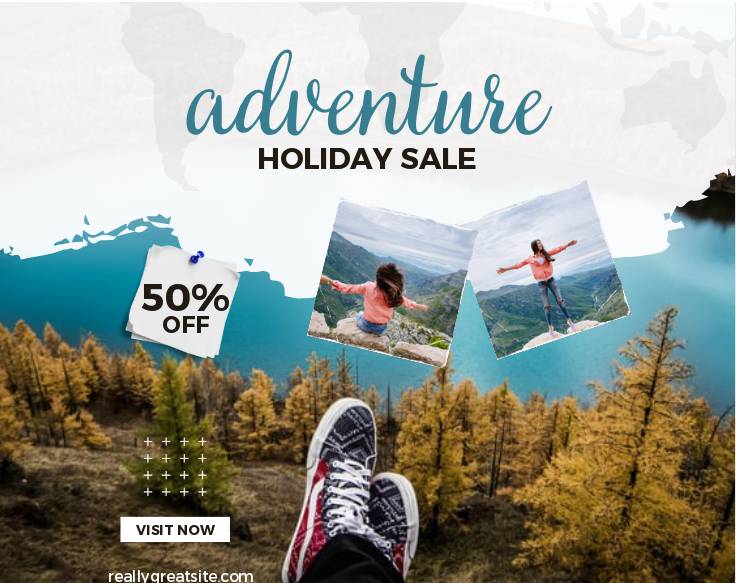 adventure
HOLIDAY SALE
50%
OFF
VISIT NOW
reallygreatsite.com